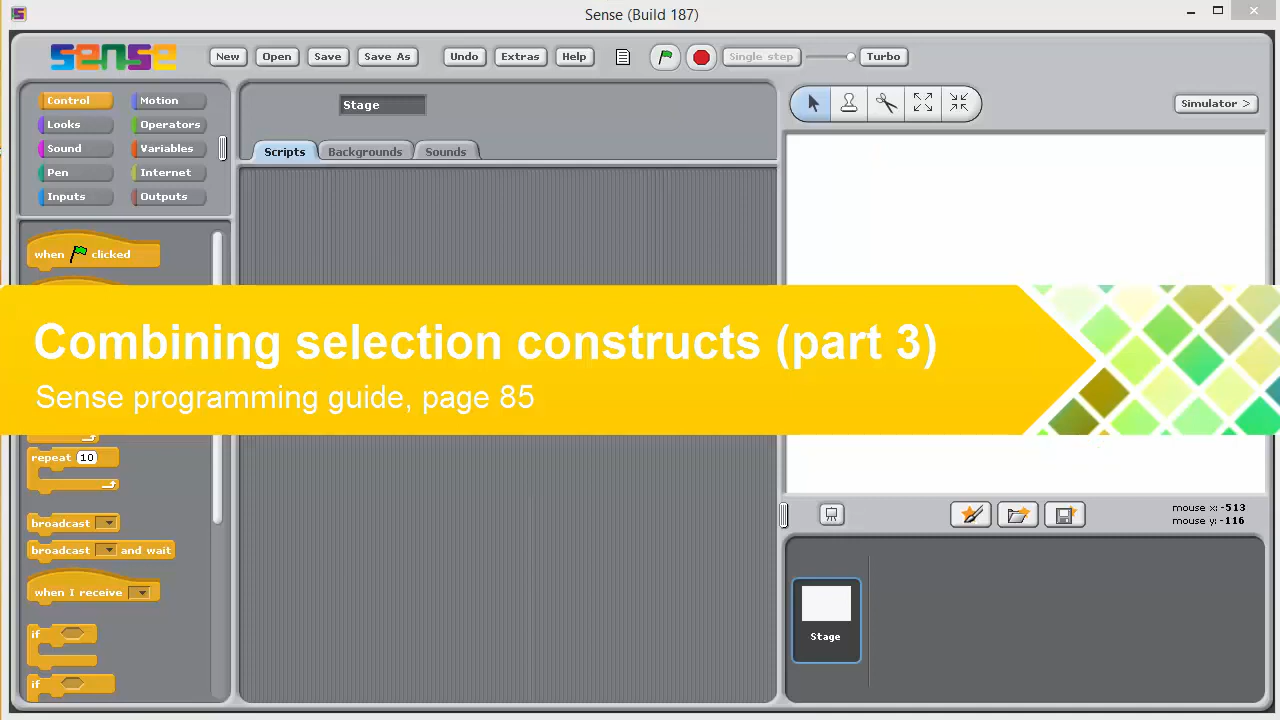 Sense (Build 187)
sense New Open Save Save As Undo Extras Help Single step Turbo
Control Motion
Looks Operators
Sound Variables
Pen Internet
Inputs Outputs
Stage
Scripts Backgrounds Sounds
Simulator >
when clicked
Combining selection constructs (part 3)
Sense programming guide, page 85
repeat 10
broadcast
broadcast and wait
when I receive
if
if
mouse x: -513
mouse y: -116
Stage